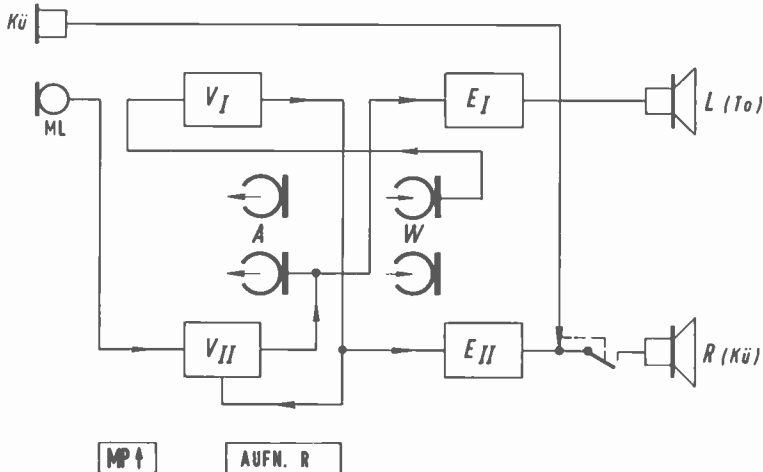 Kü
ML
V_I
E_I
L (To)
A
W
V_II
E_II
R (Kü)
MP↑
AUFN. R